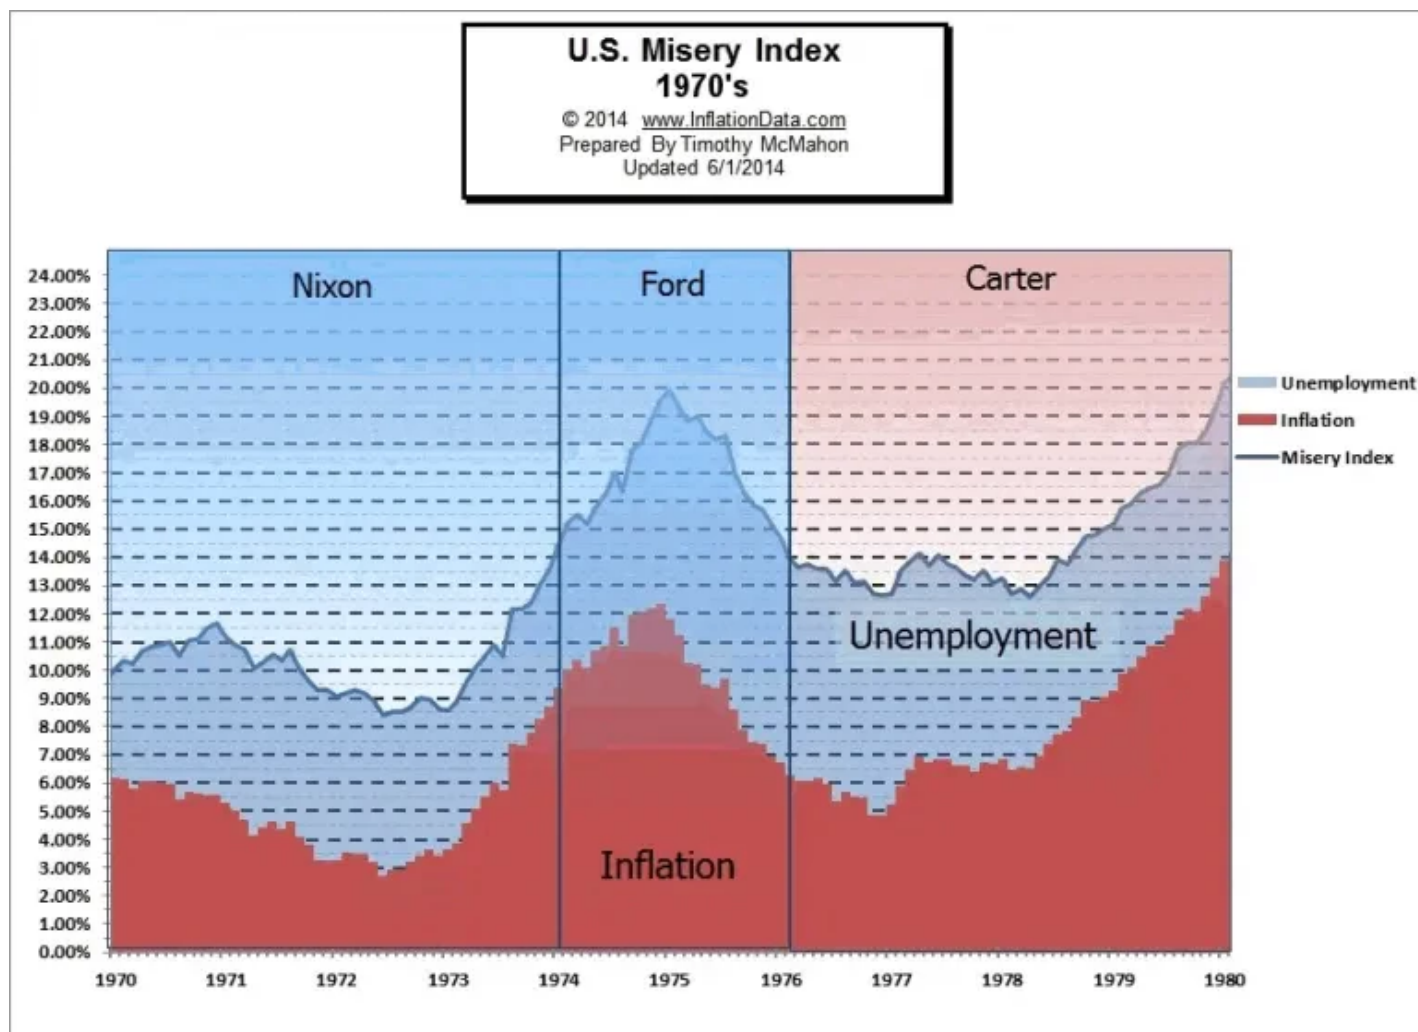 U.S. Misery Index
1970's
© 2014 www.InflationData.com
Prepared By Timothy McMahon
Updated 6/1/2014
Nixon
Ford
Carter
24.00%
23.00%
22.00%
21.00%
20.00%
19.00%
18.00%
17.00%
16.00%
15.00%
14.00%
13.00%
12.00%
11.00%
10.00%
9.00%
8.00%
7.00%
6.00%
5.00%
4.00%
3.00%
2.00%
1.00%
0.00%
Unemployment
Inflation
Unemployment
Inflation
Misery Index
1970 1971 1972 1973 1974 1975 1976 1977 1978 1979 1980